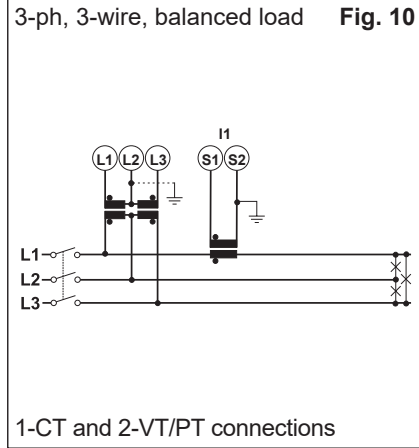 3-ph, 3-wire, balanced load Fig. 10
I1
L1 L2 L3 S1 S2
L1
L2
L3
1-CT and 2-VT/PT connections